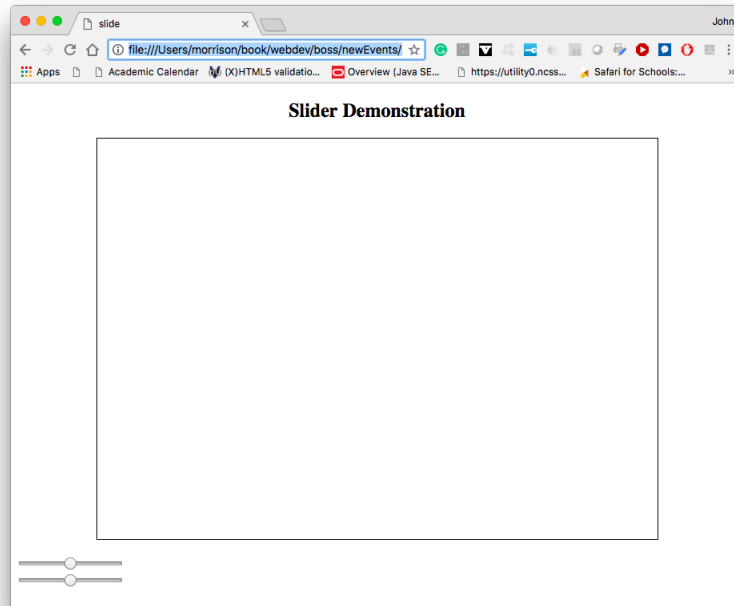 slide
John
file:///Users/morrison/book/webdev/boss/newEvents/
Apps Academic Calendar (X)HTML5 validatio... Overview (Java SE... https://utility0.ncss... Safari for Schools:... »
Slider Demonstration